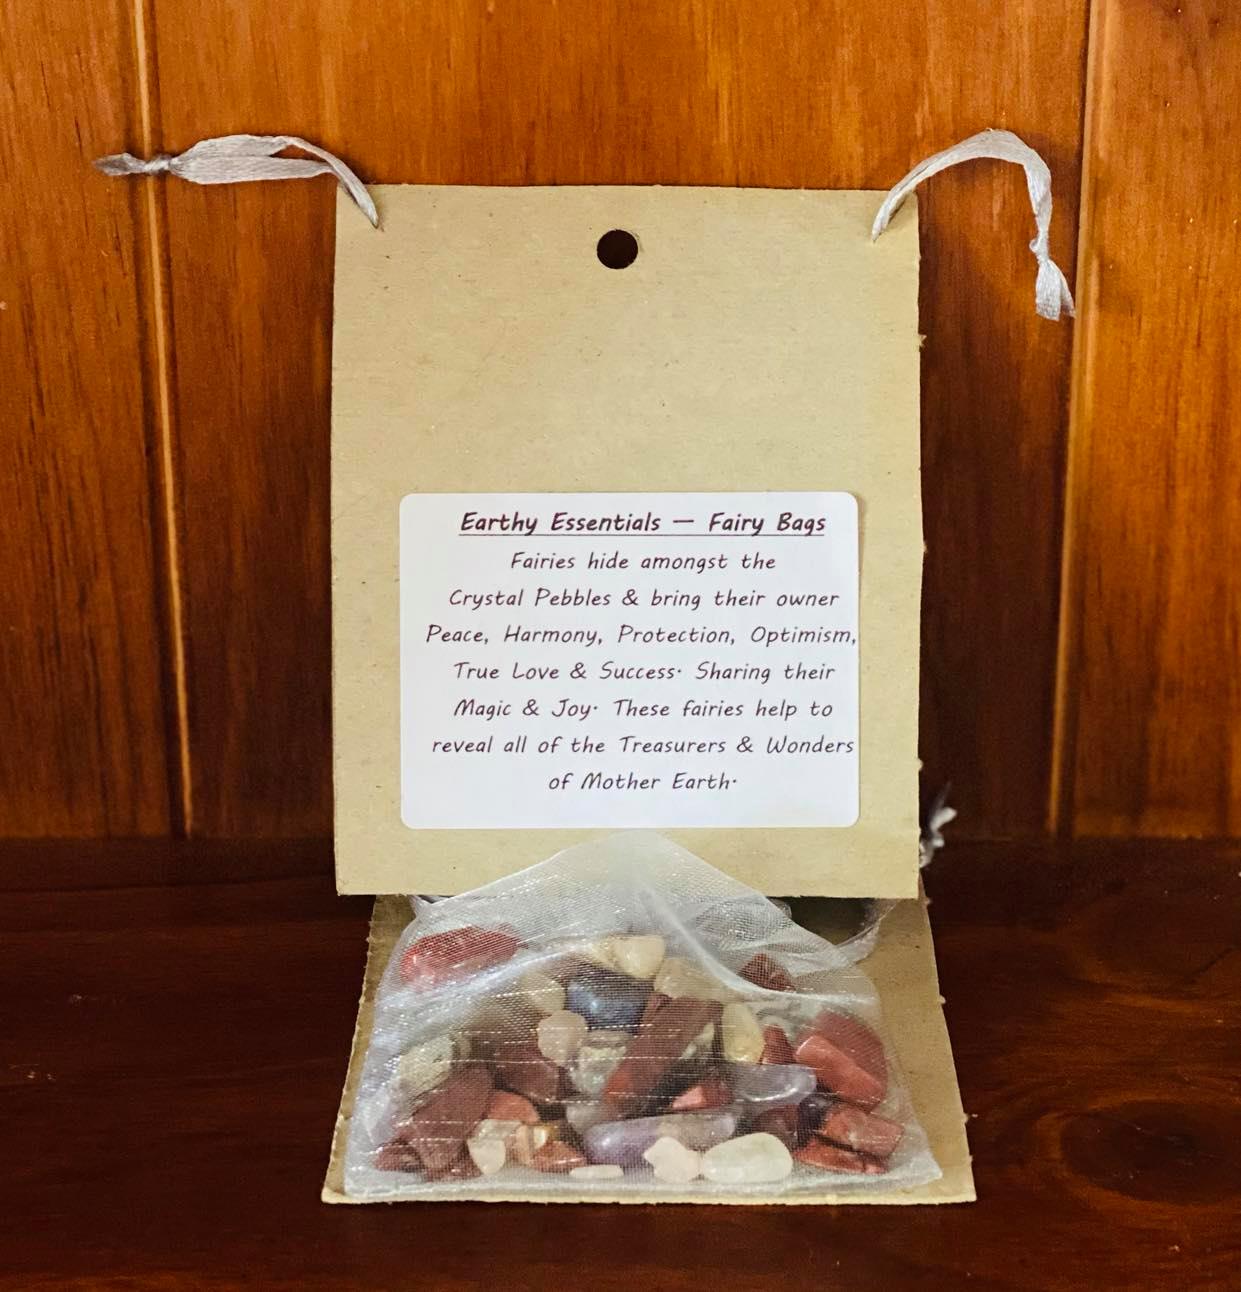 Earthy Essentials — Fairy Bags
Fairies hide amongst the
Crystal Pebbles & bring their owner
Peace, Harmony, Protection, Optimism,
True Love & Success. Sharing their
Magic & Joy. These fairies help to
reveal all of the Treasurers & Wonders
of Mother Earth.